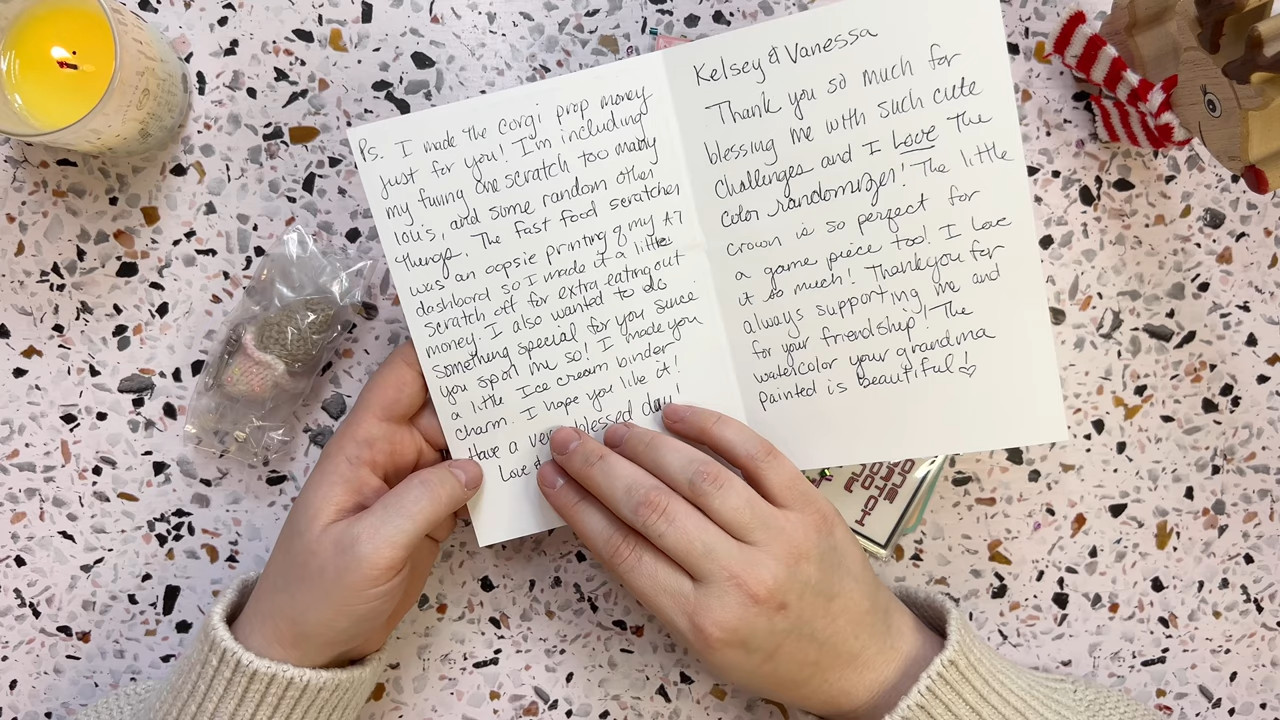 Ps. I made the corgi prop money
just for you! I'm including
my fuving one scratch too many
lou's, and some random other
things. The fast food scratcher
was an oopsie printing of my A7
dashbord so I made it a little
scratch off for extra eating out
money. I also wanted to do
something special for you since
you spoil me so! I made you
a little Ice cream binder
charm. I hope you like it!
Have a very blessed day!
Love
Kelsey & Vanessa
Thank you so much for
blessing me with such cute
challenges and I Love the
color randomizer! The little
crown is so perfect for
a game piece too! I love
it so much! Thankyou for
always supporting me and
for your friendship! The
watercolor your grandma
painted is beautiful♡